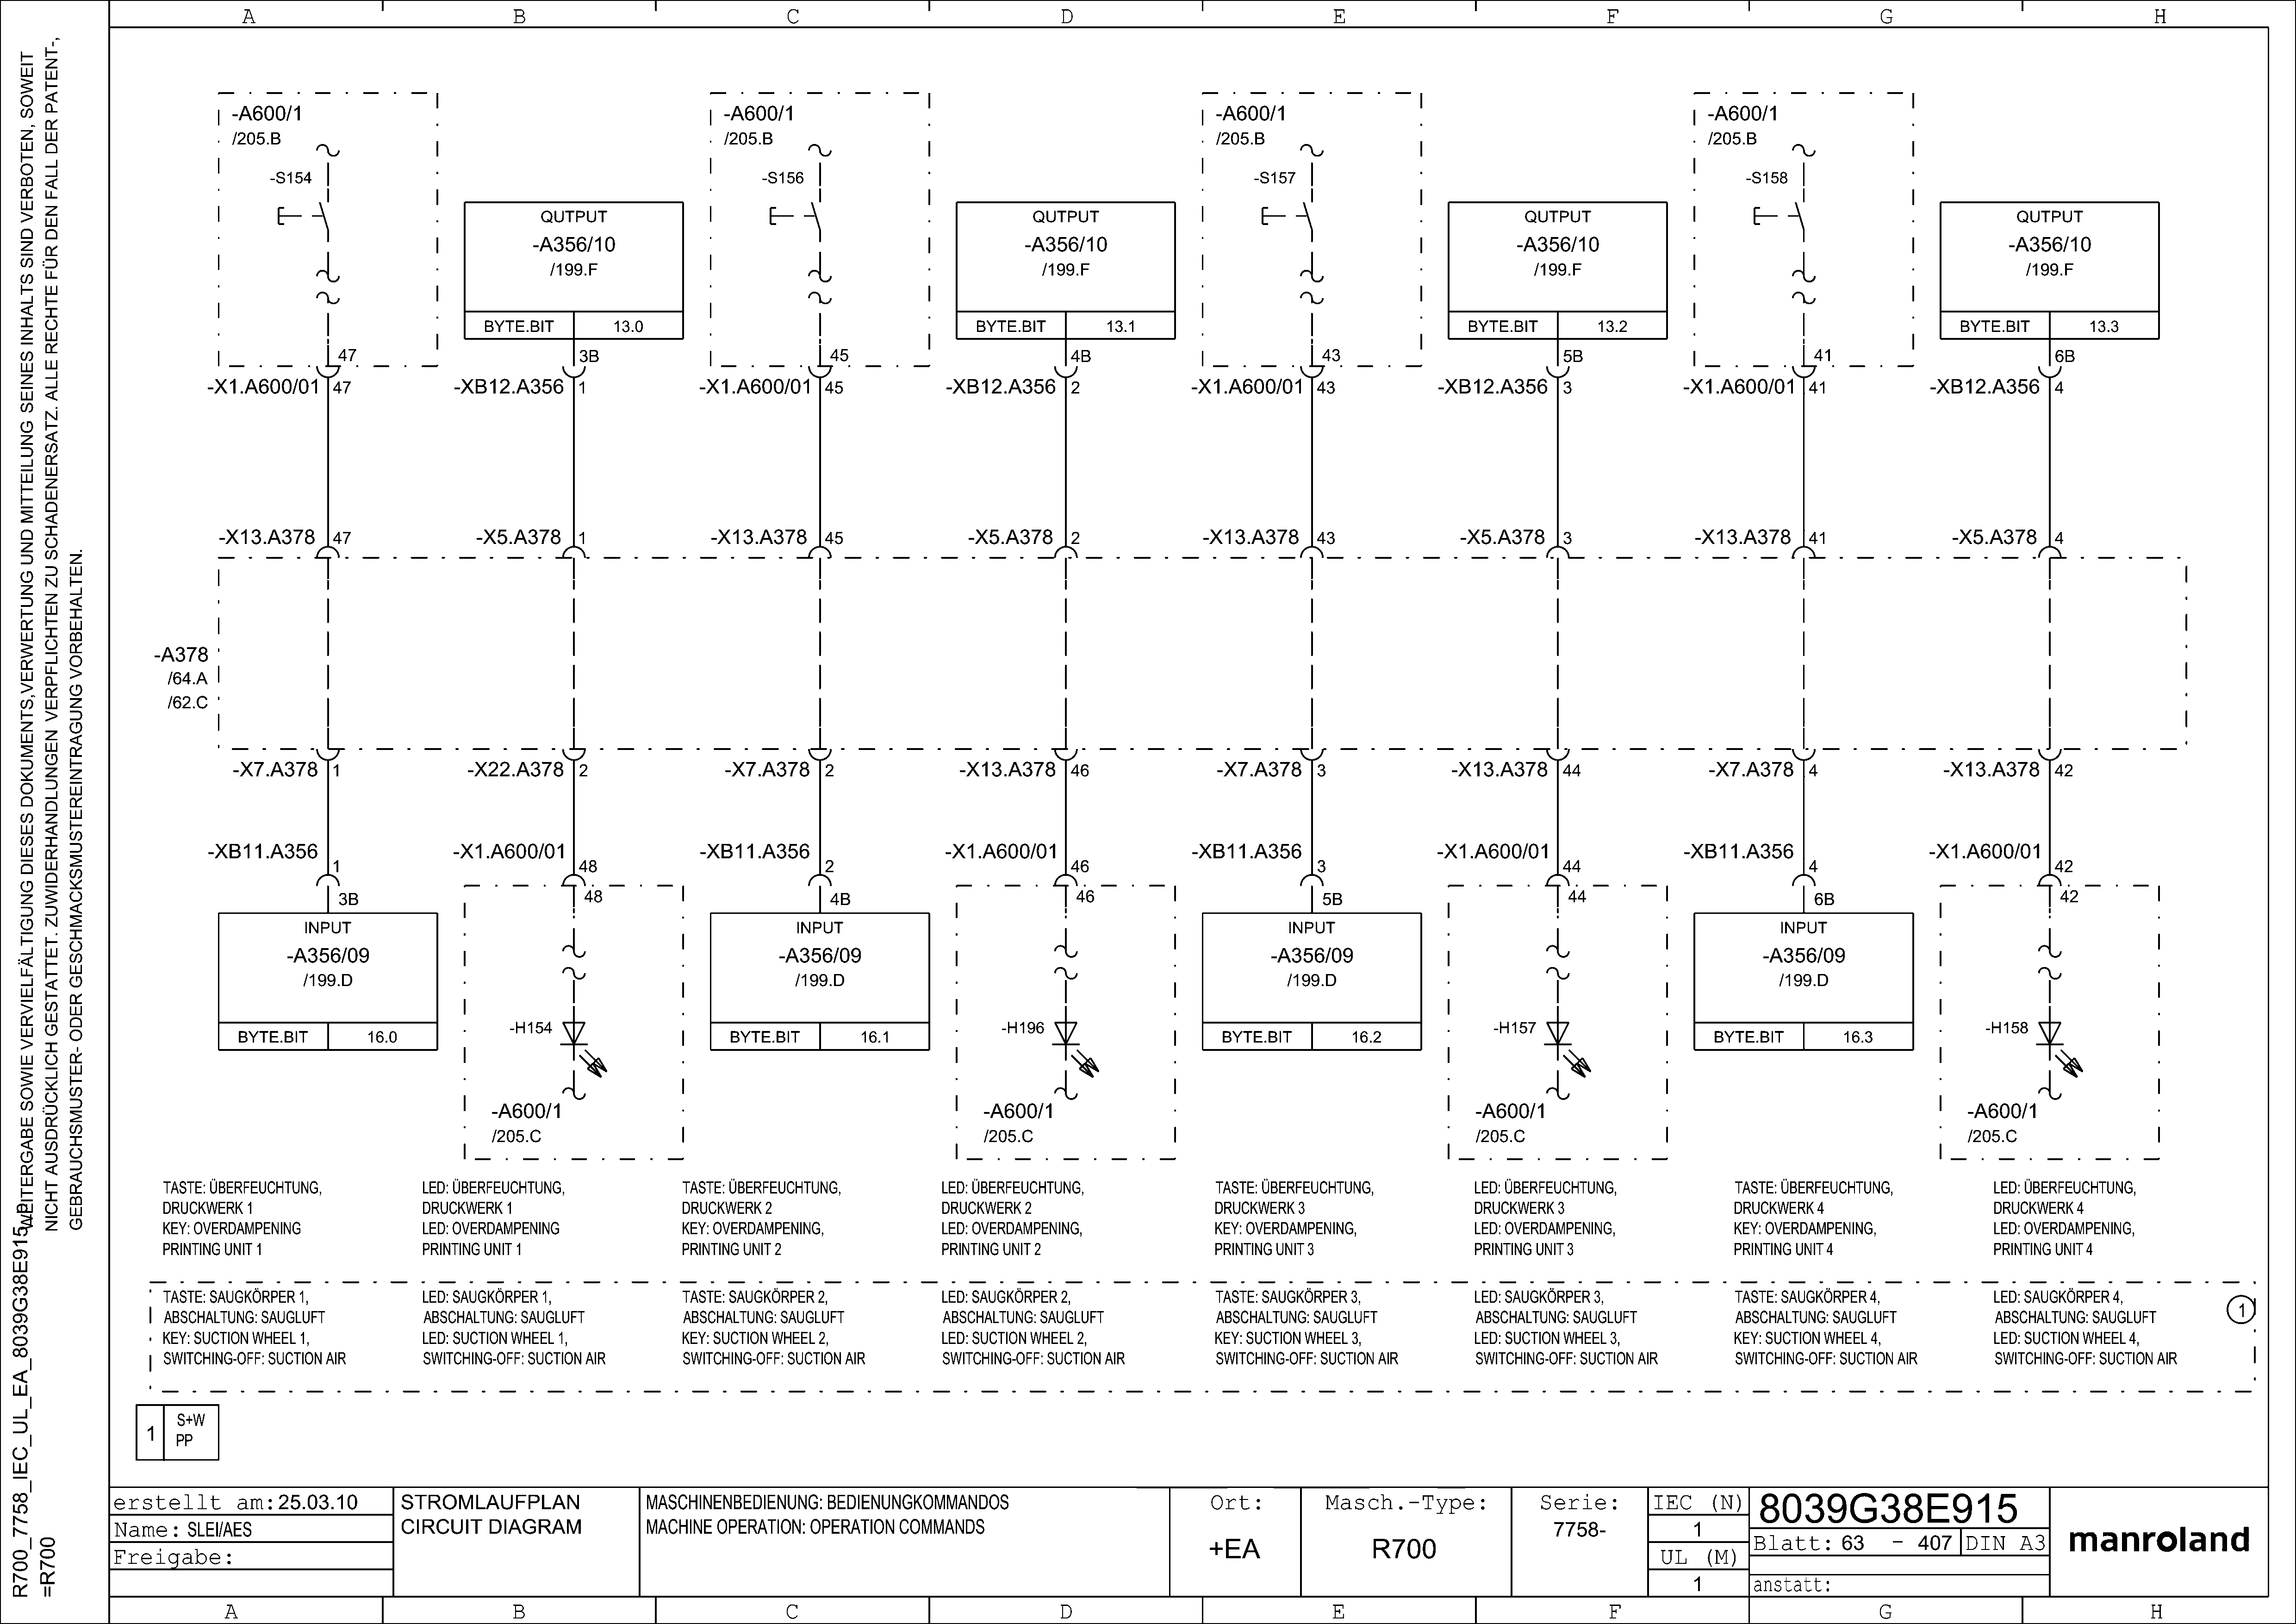 A B C D E F G H
-A600/1 -A600/1 -A600/1 -A600/1
/205.B /205.B /205.B /205.B
-S154 -S156 -S157 -S158
QUTPUT QUTPUT QUTPUT QUTPUT
-A356/10 -A356/10 -A356/10 -A356/10
/199.F /199.F /199.F /199.F
BYTE.BIT 13.0 BYTE.BIT 13.1 BYTE.BIT 13.2 BYTE.BIT 13.3
47 3B 45 4B 43 5B 41 6B
-X1.A600/01 47 -XB12.A356 1 -X1.A600/01 45 -XB12.A356 2 -X1.A600/01 43 -XB12.A356 3 -X1.A600/01 41 -XB12.A356 4
-X13.A378 47 -X5.A378 1 -X13.A378 45 -X5.A378 2 -X13.A378 43 -X5.A378 3 -X13.A378 41 -X5.A378 4
-A378
/64.A
/62.C
-X7.A378 1 -X22.A378 2 -X7.A378 2 -X13.A378 46 -X7.A378 3 -X13.A378 44 -X7.A378 4 -X13.A378 42
-XB11.A356 -X1.A600/01 -XB11.A356 -X1.A600/01 -XB11.A356 -X1.A600/01 -XB11.A356 -X1.A600/01
1 48 2 46 3 44 4 42
3B 48 4B 46 5B 44 6B 42
INPUT INPUT INPUT INPUT
-A356/09 -A356/09 -A356/09 -A356/09
/199.D /199.D /199.D /199.D
-H154 -H196 -H157 -H158
BYTE.BIT 16.0 BYTE.BIT 16.1 BYTE.BIT 16.2 BYTE.BIT 16.3
-A600/1 -A600/1 -A600/1 -A600/1
/205.C /205.C /205.C /205.C
TASTE: ÜBERFEUCHTUNG, LED: ÜBERFEUCHTUNG, TASTE: ÜBERFEUCHTUNG, LED: ÜBERFEUCHTUNG, TASTE: ÜBERFEUCHTUNG, LED: ÜBERFEUCHTUNG, TASTE: ÜBERFEUCHTUNG, LED: ÜBERFEUCHTUNG,
DRUCKWERK 1 DRUCKWERK 1 DRUCKWERK 2 DRUCKWERK 2 DRUCKWERK 3 DRUCKWERK 3 DRUCKWERK 4 DRUCKWERK 4
KEY: OVERDAMPENING LED: OVERDAMPENING KEY: OVERDAMPENING, LED: OVERDAMPENING, KEY: OVERDAMPENING, LED: OVERDAMPENING, KEY: OVERDAMPENING, LED: OVERDAMPENING,
PRINTING UNIT 1 PRINTING UNIT 1 PRINTING UNIT 2 PRINTING UNIT 2 PRINTING UNIT 3 PRINTING UNIT 3 PRINTING UNIT 4 PRINTING UNIT 4
TASTE: SAUGKÖRPER 1, LED: SAUGKÖRPER 1, TASTE: SAUGKÖRPER 2, LED: SAUGKÖRPER 2, TASTE: SAUGKÖRPER 3, LED: SAUGKÖRPER 3, TASTE: SAUGKÖRPER 4, LED: SAUGKÖRPER 4,
ABSCHALTUNG: SAUGLUFT ABSCHALTUNG: SAUGLUFT ABSCHALTUNG: SAUGLUFT ABSCHALTUNG: SAUGLUFT ABSCHALTUNG: SAUGLUFT ABSCHALTUNG: SAUGLUFT ABSCHALTUNG: SAUGLUFT ABSCHALTUNG: SAUGLUFT 1
KEY: SUCTION WHEEL 1, LED: SUCTION WHEEL 1, KEY: SUCTION WHEEL 2, LED: SUCTION WHEEL 2, KEY: SUCTION WHEEL 3, LED: SUCTION WHEEL 3, KEY: SUCTION WHEEL 4, LED: SUCTION WHEEL 4,
SWITCHING-OFF: SUCTION AIR SWITCHING-OFF: SUCTION AIR SWITCHING-OFF: SUCTION AIR SWITCHING-OFF: SUCTION AIR SWITCHING-OFF: SUCTION AIR SWITCHING-OFF: SUCTION AIR SWITCHING-OFF: SUCTION AIR SWITCHING-OFF: SUCTION AIR
1 S+W
PP
erstellt am: 25.03.10
Name: SLEI/AES
Freigabe:
STROMLAUFPLAN
CIRCUIT DIAGRAM
MASCHINENBEDIENUNG: BEDIENUNGKOMMANDOS
MACHINE OPERATION: OPERATION COMMANDS
Ort:
+EA
Masch.-Type:
R700
Serie:
7758-
IEC (N)
1
UL (M)
1
8039G38E915
Blatt: 63 - 407 DIN A3
anstatt:
manroland
A B C D E F G H
WEITERGABE SOWIE VERVIELFÄLTIGUNG DIESES DOKUMENTS,VERWERTUNG UND MITTEILUNG SEINES INHALTS SIND VERBOTEN, SOWEIT
NICHT AUSDRÜCKLICH GESTATTET. ZUWIDERHANDLUNGEN VERPFLICHTEN ZU SCHADENERSATZ. ALLE RECHTE FÜR DEN FALL DER PATENT-,
GEBRAUCHSMUSTER- ODER GESCHMACKSMUSTEREINTRAGUNG VORBEHALTEN.
R700_7758_IEC_UL_EA_8039G38E915_P
=R700